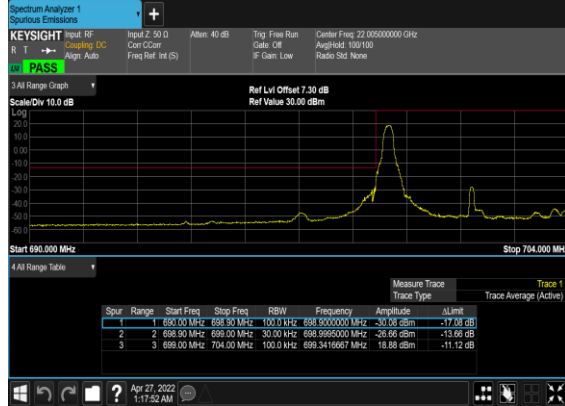 Spectrum Analyzer 1
Spurious Emissions
+
KEYSIGHT Input: RF Input Z: 50 Ω Atten: 40 dB Trig: Free Run Center Freq: 22.005000000 GHz
R T Coupling: DC Corr CCorr Gate: Off Avg|Hold: 100/100
Align: Auto Freq Ref: Int (S) IF Gain: Low Radio Std: None
PASS
3 All Range Graph
Ref Lvl Offset 7.30 dB
Scale/Div 10.0 dB Ref Value 30.00 dBm
Log
20.0
10.0
0.00
-10.0
-20.0
-30.0
-40.0
-50.0
-60.0
Start 690.000 MHz Stop 704.000 MHz
4 All Range Table
Measure Trace Trace 1
Trace Type Trace Average (Active)
Spur Range Start Freq Stop Freq RBW Frequency Amplitude ΔLimit
1 1 690.00 MHz 698.90 MHz 100.0 kHz 698.9000000 MHz -30.08 dBm -17.08 dB
2 2 698.90 MHz 699.00 MHz 30.00 kHz 698.9995000 MHz -26.66 dBm -13.66 dB
3 3 699.00 MHz 704.00 MHz 100.0 kHz 699.3416667 MHz 18.88 dBm -11.12 dB
? Apr 27, 2022
1:17:52 AM